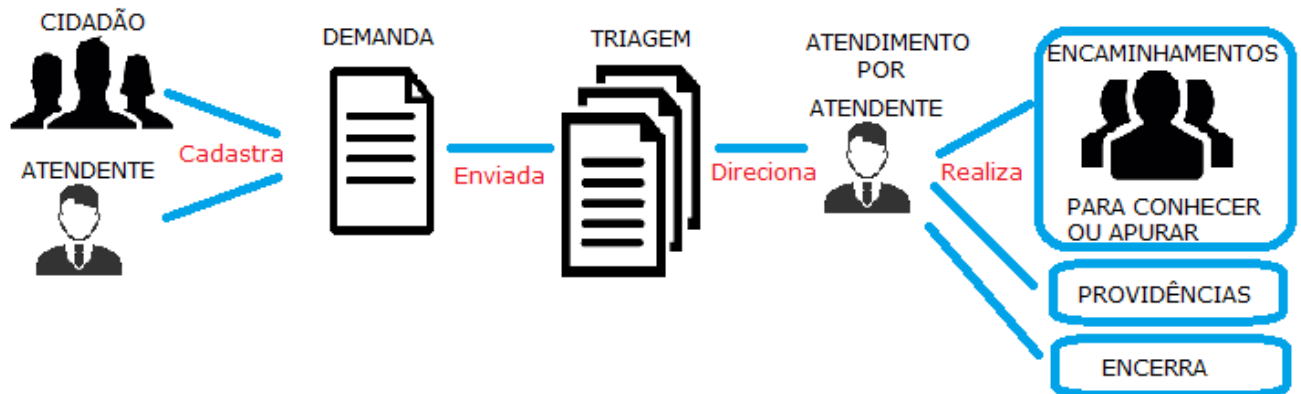 CIDADÃO
ATENDENTE
Cadastra
DEMANDA
Enviada
TRIAGEM
Direciona
ATENDIMENTO
POR
ATENDENTE
Realiza
ENCAMINHAMENTOS
PARA CONHECER
OU APURAR
PROVIDÊNCIAS
ENCERRA